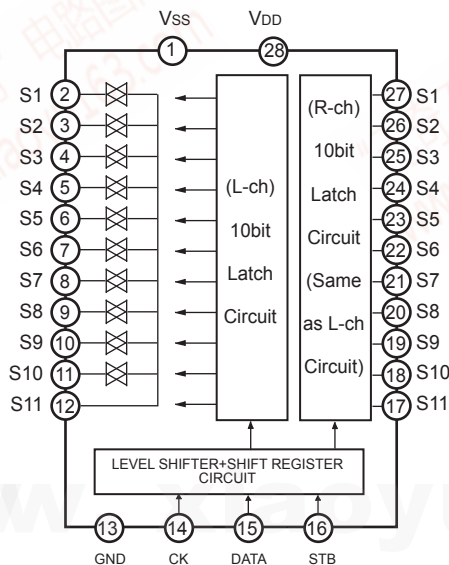 VSS VDD
1 28
S1 2 27 S1
S2 3 26 S2
S3 4 25 S3
S4 5 24 S4
S5 6 23 S5
S6 7 22 S6
S7 8 21 S7
S8 9 20 S8
S9 10 19 S9
S10 11 18 S10
S11 12 17 S11
(L-ch)
10bit
Latch
Circuit
(R-ch)
10bit
Latch
Circuit
(Same
as L-ch
Circuit)
LEVEL SHIFTER+SHIFT REGISTER
CIRCUIT
13 14 15 16
GND CK DATA STB